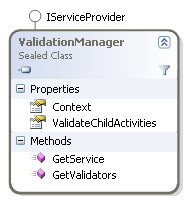 IServiceProvider
ValidationManager
Sealed Class
Properties
Context
ValidateChildActivities
Methods
GetService
GetValidators